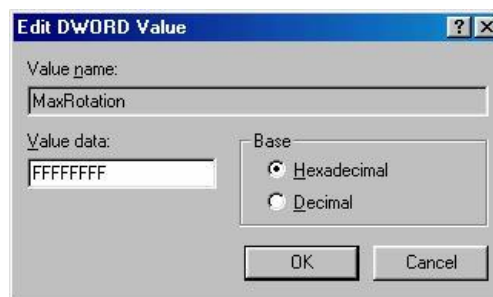 Edit DWORD Value
Value name:
MaxRotation
Value data:
FFFFFFFF
Base
Hexadecimal
Decimal
OK
Cancel